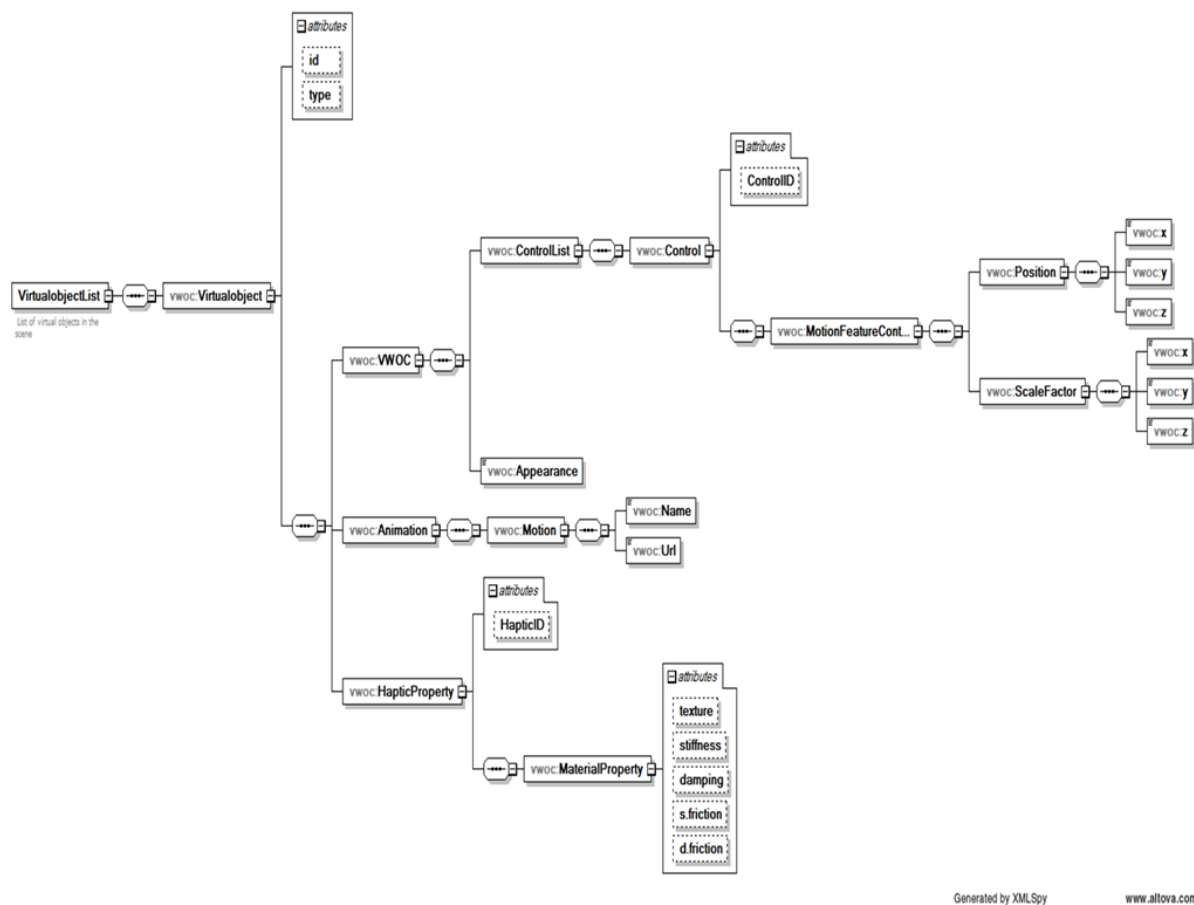 attributes
id
type
attributes
ControlID
vwoc:ControlList
vwoc:Control
vwoc:x
vwoc:Position
vwoc:y
VirtualobjectList
vwoc:Virtualobject
vwoc:z
List of virtual objects in the
scene
vwoc:MotionFeatureCont...
vwoc:VWOC
vwoc:x
vwoc:ScaleFactor
vwoc:y
vwoc:z
vwoc:Appearance
vwoc:Name
vwoc:Animation
vwoc:Motion
vwoc:Url
attributes
HapticID
vwoc:HapticProperty
attributes
texture
stiffness
vwoc:MaterialProperty
damping
s.friction
d.friction
Generated by XMLSpy
www.altova.com